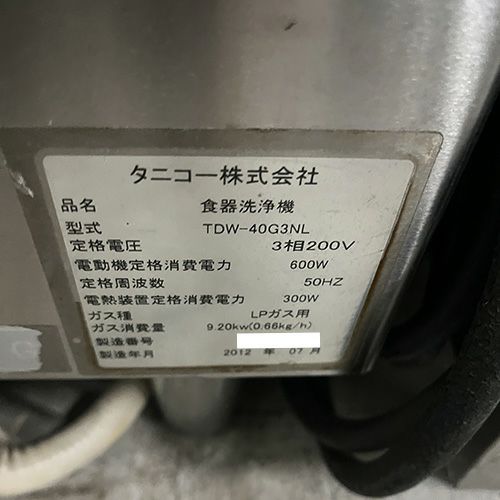 タニコー株式会社
品名 食器洗浄機
型式 TDW-40G3NL
定格電圧 3相200V
電動機定格消費電力 600W
定格周波数 50HZ
電熱装置定格消費電力 300W
ガス種 LPガス用
ガス消費量 9.20kw(0.66kg/h)
製造番号
製造年月 2012 年 07 月
G